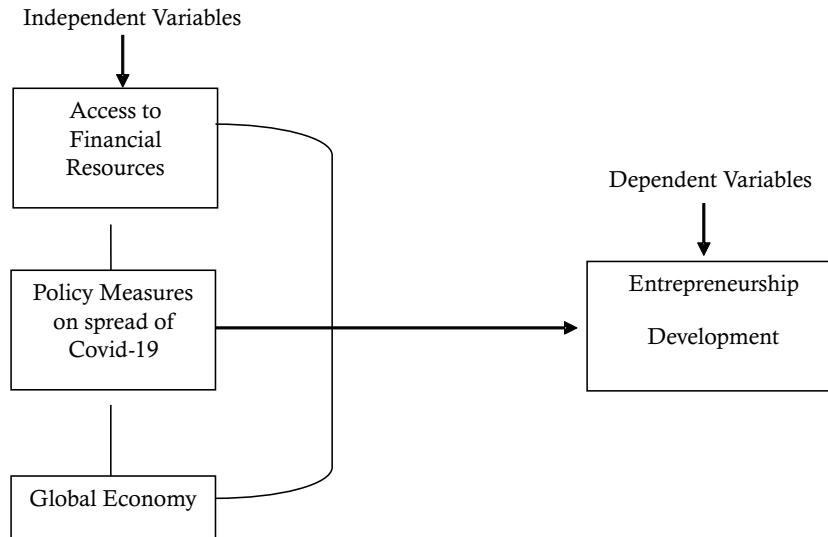 Independent Variables
Access to
Financial
Resources
Policy Measures
on spread of
Covid-19
Global Economy
Dependent Variables
Entrepreneurship
Development